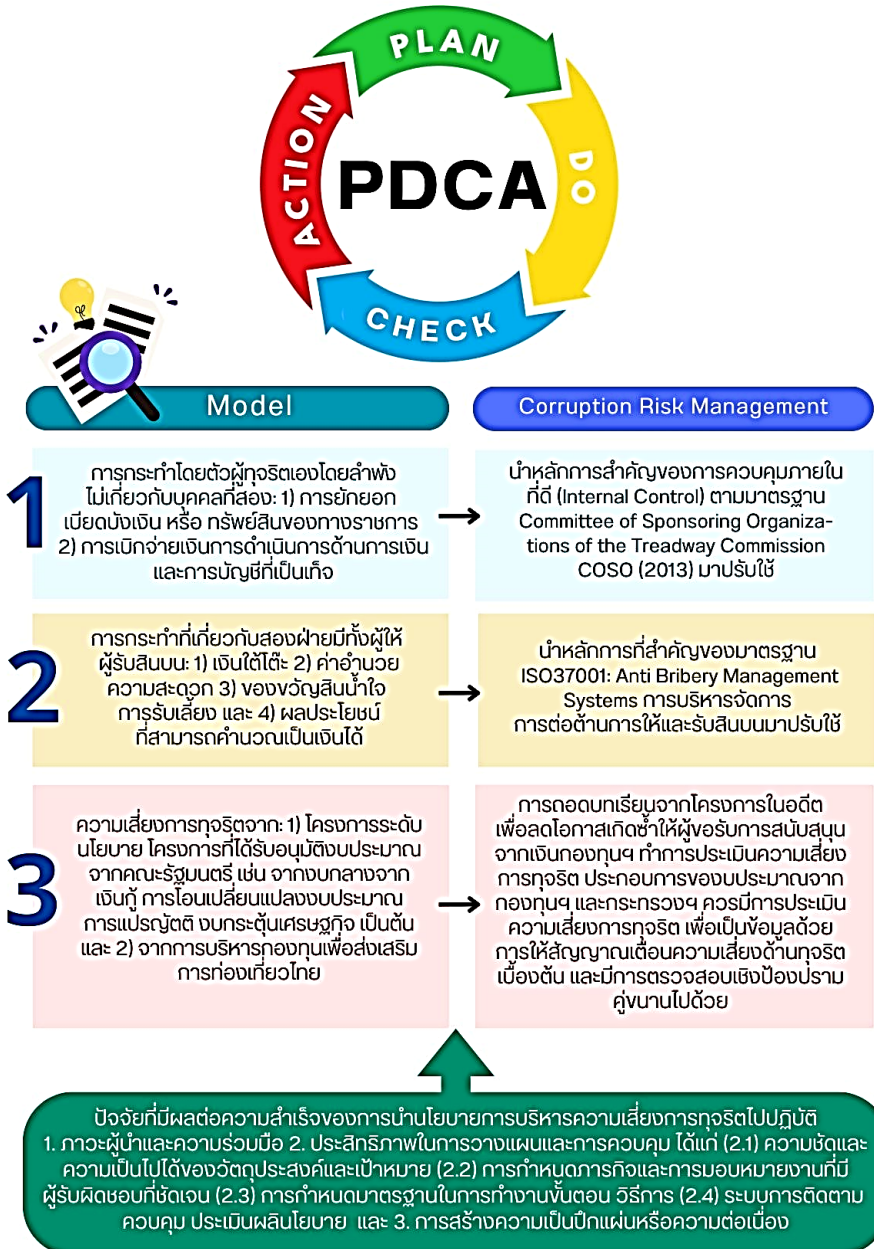 PLAN
DO
CHECK
ACTION
PDCA
Model
Corruption Risk Management
1
การกระทำโดยตัวผู้ทุจริตเองโดยลำพัง
ไม่เกี่ยวกับบุคคลที่สอง: 1) การยักยอก
เบียดบังเงิน หรือ ทรัพย์สินของทางราชการ
2) การเบิกจ่ายเงินการดำเนินการด้านการเงิน
และการบัญชีที่เป็นเท็จ
นำหลักการสำคัญของการควบคุมภายใน
ที่ดี (Internal Control) ตามมาตรฐาน
Committee of Sponsoring Organiza-
tions of the Treadway Commission
COSO (2013) มาปรับใช้
2
การกระทำที่เกี่ยวกับสองฝ่ายมีทั้งผู้ให้
ผู้รับสินบน: 1) เงินใต้โต๊ะ 2) ค่าอำนวย
ความสะดวก 3) ของขวัญสินน้ำใจ
การรับเลี้ยง และ 4) ผลประโยชน์
ที่สามารถคำนวณเป็นเงินได้
นำหลักการที่สำคัญของมาตรฐาน
ISO37001: Anti Bribery Management
Systems การบริหารจัดการ
การต่อต้านการให้และรับสินบนมาปรับใช้
3
ความเสี่ยงการทุจริตจาก: 1) โครงการระดับ
นโยบาย โครงการที่ได้รับอนุมัติงบประมาณ
จากคณะรัฐมนตรี เช่น จากงบกลางจาก
เงินกู้ การโอนเปลี่ยนแปลงงบประมาณ
การแปรญัตติ งบกระตุ้นเศรษฐกิจ เป็นต้น
และ 2) จากการบริหารกองทุนเพื่อส่งเสริม
การท่องเที่ยวไทย
การถอดบทเรียนจากโครงการในอดีต
เพื่อลดโอกาสเกิดซ้ำให้ผู้ขอรับการสนับสนุน
จากเงินกองทุนฯ ทำการประเมินความเสี่ยง
การทุจริต ประกอบการของบประมาณจาก
กองทุนฯ และกระทรวงฯ ควรมีการประเมิน
ความเสี่ยงการทุจริต เพื่อเป็นข้อมูลด้วย
การให้สัญญาณเตือนความเสี่ยงด้านทุจริต
เบื้องต้น และมีการตรวจสอบเชิงป้องปราม
คู่ขนานไปด้วย
ปัจจัยที่มีผลต่อความสำเร็จของการนำนโยบายการบริหารความเสี่ยงการทุจริตไปปฏิบัติ
1. ภาวะผู้นำและความร่วมมือ 2. ประสิทธิภาพในการวางแผนและการควบคุม ได้แก่ (2.1) ความชัดและ
ความเป็นไปได้ของวัตถุประสงค์และเป้าหมาย (2.2) การกำหนดภารกิจและการมอบหมายงานที่มี
ผู้รับผิดชอบที่ชัดเจน (2.3) การกำหนดมาตรฐานในการทำงานขั้นตอน วิธีการ (2.4) ระบบการติดตาม
ควบคุม ประเมินผลินโยบาย และ 3. การสร้างความเป็นปึกแผ่นหรือความต่อเนื่อง